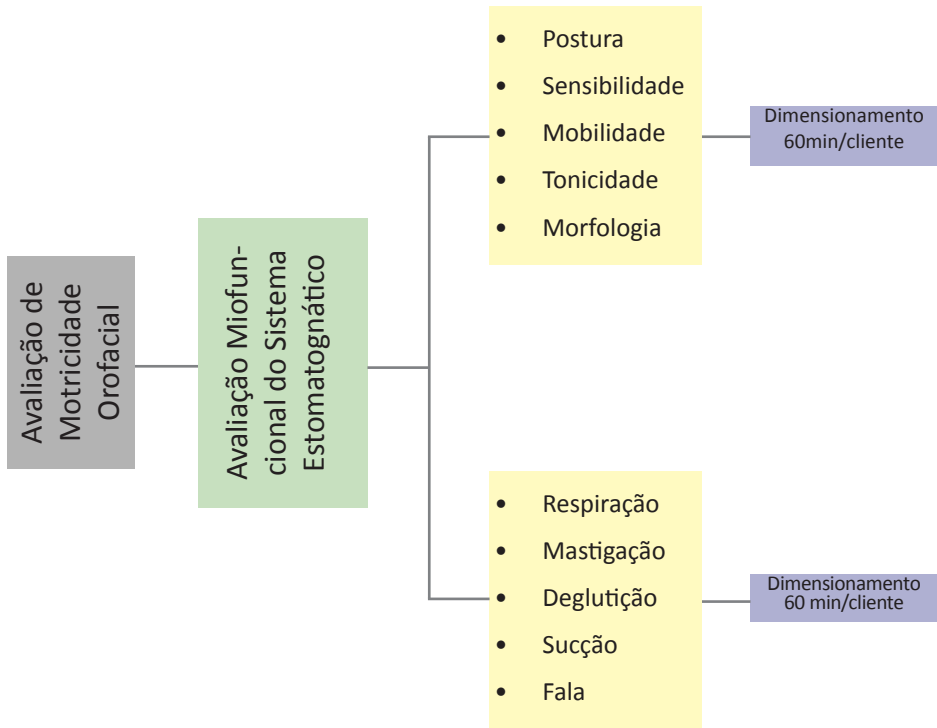 Avaliação de
Motricidade
Orofacial
Avaliação Miofun-
cional do Sistema
Estomatognático
• Postura
• Sensibilidade
• Mobilidade
• Tonicidade
• Morfologia
Dimensionamento
60min/cliente
• Respiração
• Mastigação
• Deglutição
• Sucção
• Fala
Dimensionamento
60 min/cliente